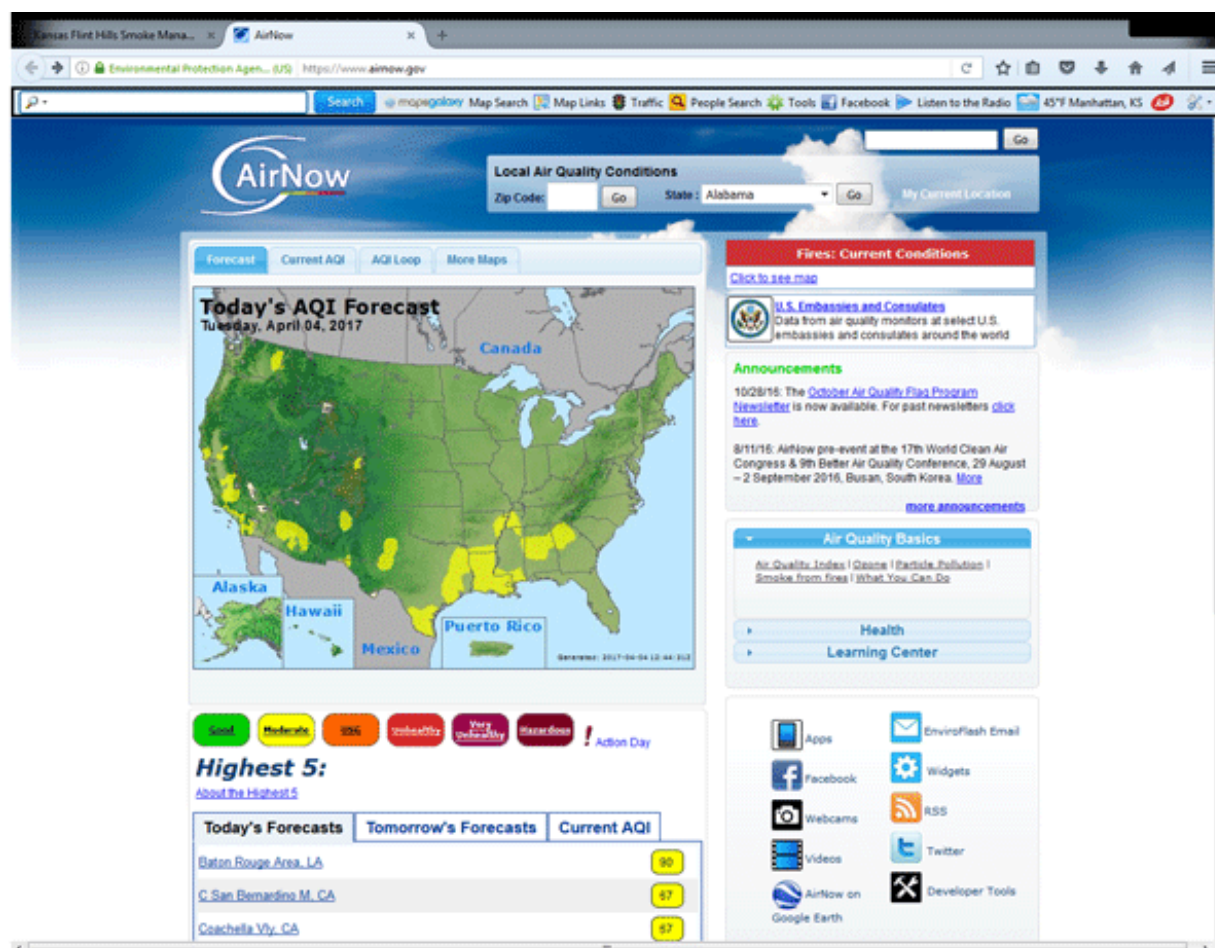 Kansas Flint Hills Smoke Mana...
AirNow
Environmental Protection Agen... (US) https://www.airnow.gov
Search mapsgalaxy Map Search Map Links Traffic People Search Tools Facebook Listen to the Radio 45°F Manhattan, KS
Go
AirNow
Local Air Quality Conditions
Zip Code: Go State : Alabama Go My Current Location
Forecast Current AQI AQI Loop More Maps
Today's AQI Forecast
Tuesday, April 04, 2017
Canada
Alaska
Hawaii
Mexico
Puerto Rico
Generated: 2017-04-04 12:44:31Z
Fires: Current Conditions
Click to see map
U.S. Embassies and Consulates
Data from air quality monitors at select U.S.
embassies and consulates around the world
Announcements
10/28/16: The October Air Quality Flag Program
Newsletter is now available. For past newsletters click
here.
8/11/16: AirNow pre-event at the 17th World Clean Air
Congress & 9th Better Air Quality Conference, 29 August
– 2 September 2016, Busan, South Korea. More
more announcements
Air Quality Basics
Air Quality Index | Ozone | Particle Pollution |
Smoke from fires | What You Can Do
Health
Learning Center
Good Moderate USG Unhealthy Very Unhealthy Hazardous ! Action Day
Highest 5:
About the Highest 5
Today's Forecasts Tomorrow's Forecasts Current AQI
Baton Rouge Area, LA 90
C San Bernardino M, CA 67
Coachella Vly, CA 67
Apps
EnviroFlash Email
Facebook
Widgets
Webcams
RSS
Videos
Twitter
AirNow on
Google Earth
Developer Tools